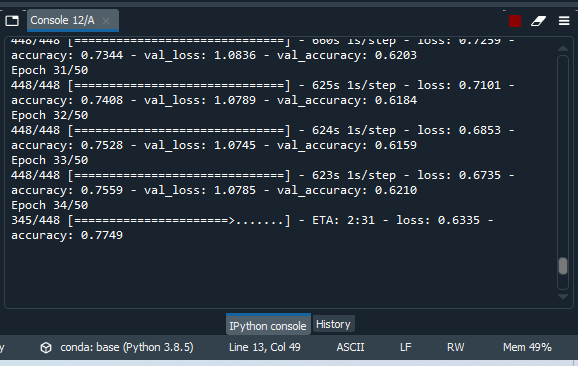 Console 12/A
448/448 [==============================] - 660s 1s/step - loss: 0.7259 -
accuracy: 0.7344 - val_loss: 1.0836 - val_accuracy: 0.6203
Epoch 31/50
448/448 [==============================] - 625s 1s/step - loss: 0.7101 -
accuracy: 0.7408 - val_loss: 1.0789 - val_accuracy: 0.6184
Epoch 32/50
448/448 [==============================] - 624s 1s/step - loss: 0.6853 -
accuracy: 0.7528 - val_loss: 1.0745 - val_accuracy: 0.6159
Epoch 33/50
448/448 [==============================] - 623s 1s/step - loss: 0.6735 -
accuracy: 0.7559 - val_loss: 1.0785 - val_accuracy: 0.6210
Epoch 34/50
345/448 [======================>.......] - ETA: 2:31 - loss: 0.6335 -
accuracy: 0.7749
IPython console History
y conda: base (Python 3.8.5) Line 13, Col 49 ASCII LF RW Mem 49%